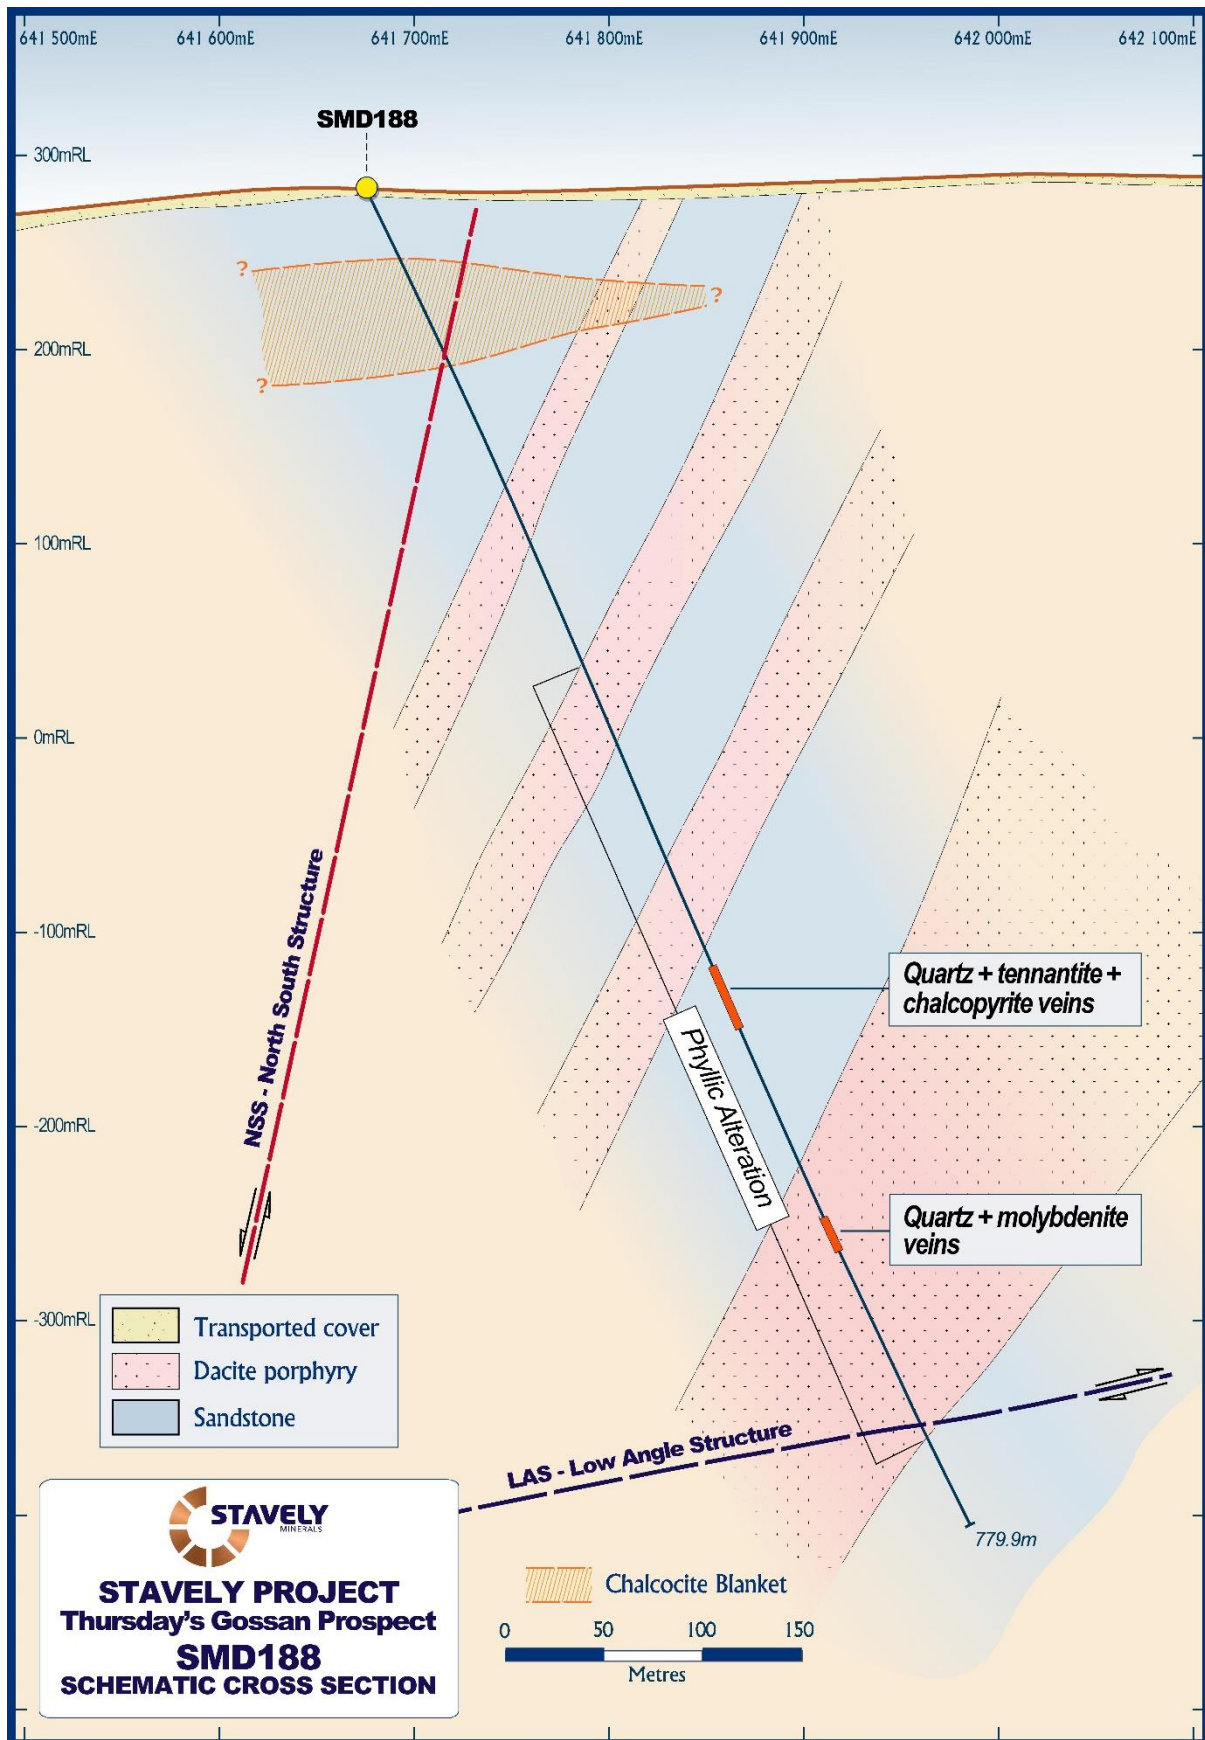 641 500mE 641 600mE 641 700mE 641 800mE 641 900mE 642 000mE 642 100mE
SMD188
300mRL
?
?
200mRL
?
100mRL
0mRL
NSS - North South Structure
-100mRL
Quartz + tennantite +
chalcopyrite veins
Phyllic Alteration
-200mRL
Quartz + molybdenite
veins
-300mRL
Transported cover
Dacite porphyry
Sandstone
LAS - Low Angle Structure
779.9m
STAVELY
MINERALS
STAVELY PROJECT
Thursday's Gossan Prospect
SMD188
SCHEMATIC CROSS SECTION
Chalcocite Blanket
0 50 100 150
Metres